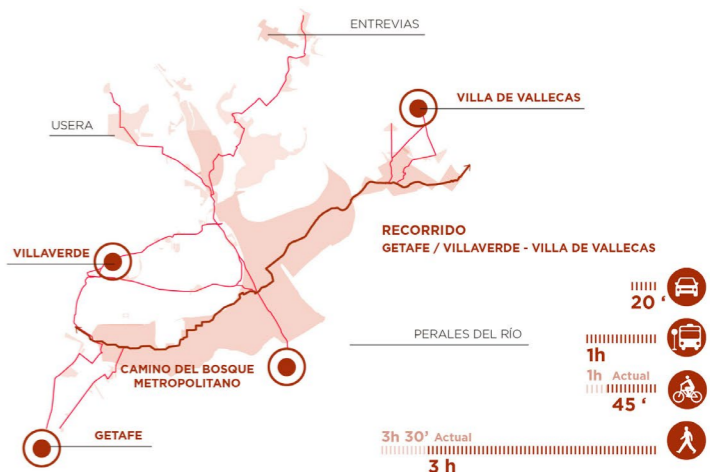 ENTREVIAS
VILLA DE VALLECAS
USERA
RECORRIDO
GETAFE / VILLAVERDE - VILLA DE VALLECAS
VILLAVERDE
20 ‘
PERALES DEL RÍO
1h
CAMINO DEL BOSQUE
METROPOLITANO
1h Actual
45 ‘
GETAFE
3h 30’ Actual
3 h